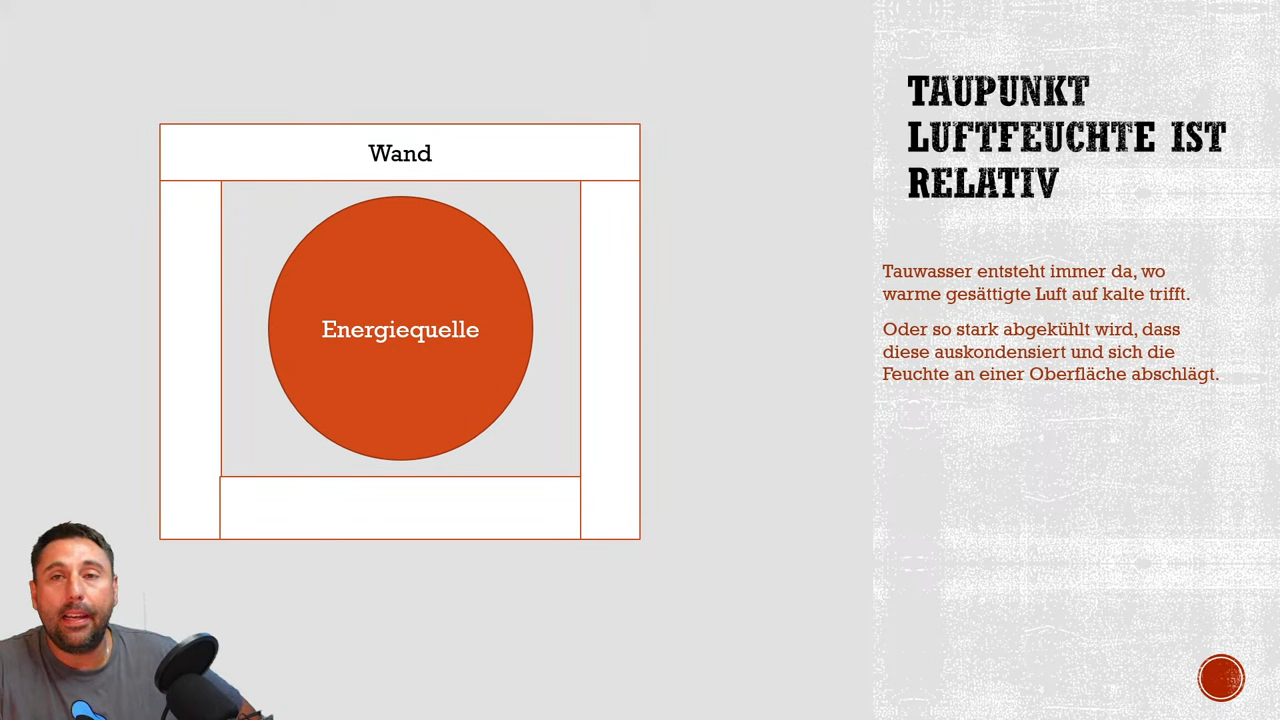 TAUPUNKT
LUFTFEUCHTE IST
RELATIV
Wand
Energiequelle
Tauwasser entsteht immer da, wo
warme gesättigte Luft auf kalte trifft.
Oder so stark abgekühlt wird, dass
diese auskondensiert und sich die
Feuchte an einer Oberfläche abschlägt.